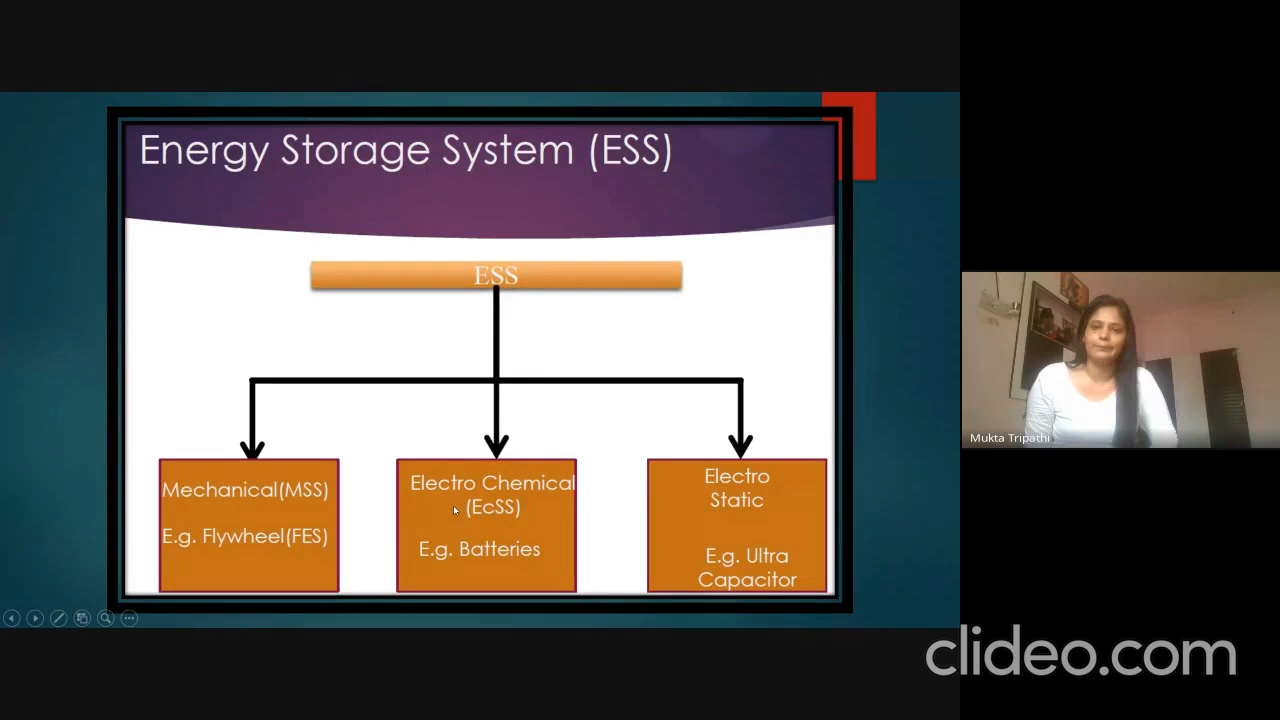 Energy Storage System (ESS)
ESS
Mechanical(MSS)
E.g. Flywheel(FES)
Electro Chemical
(EcSS)
E.g. Batteries
Electro
Static
E.g. Ultra
Capacitor
Mukta Tripathi
clideo.com